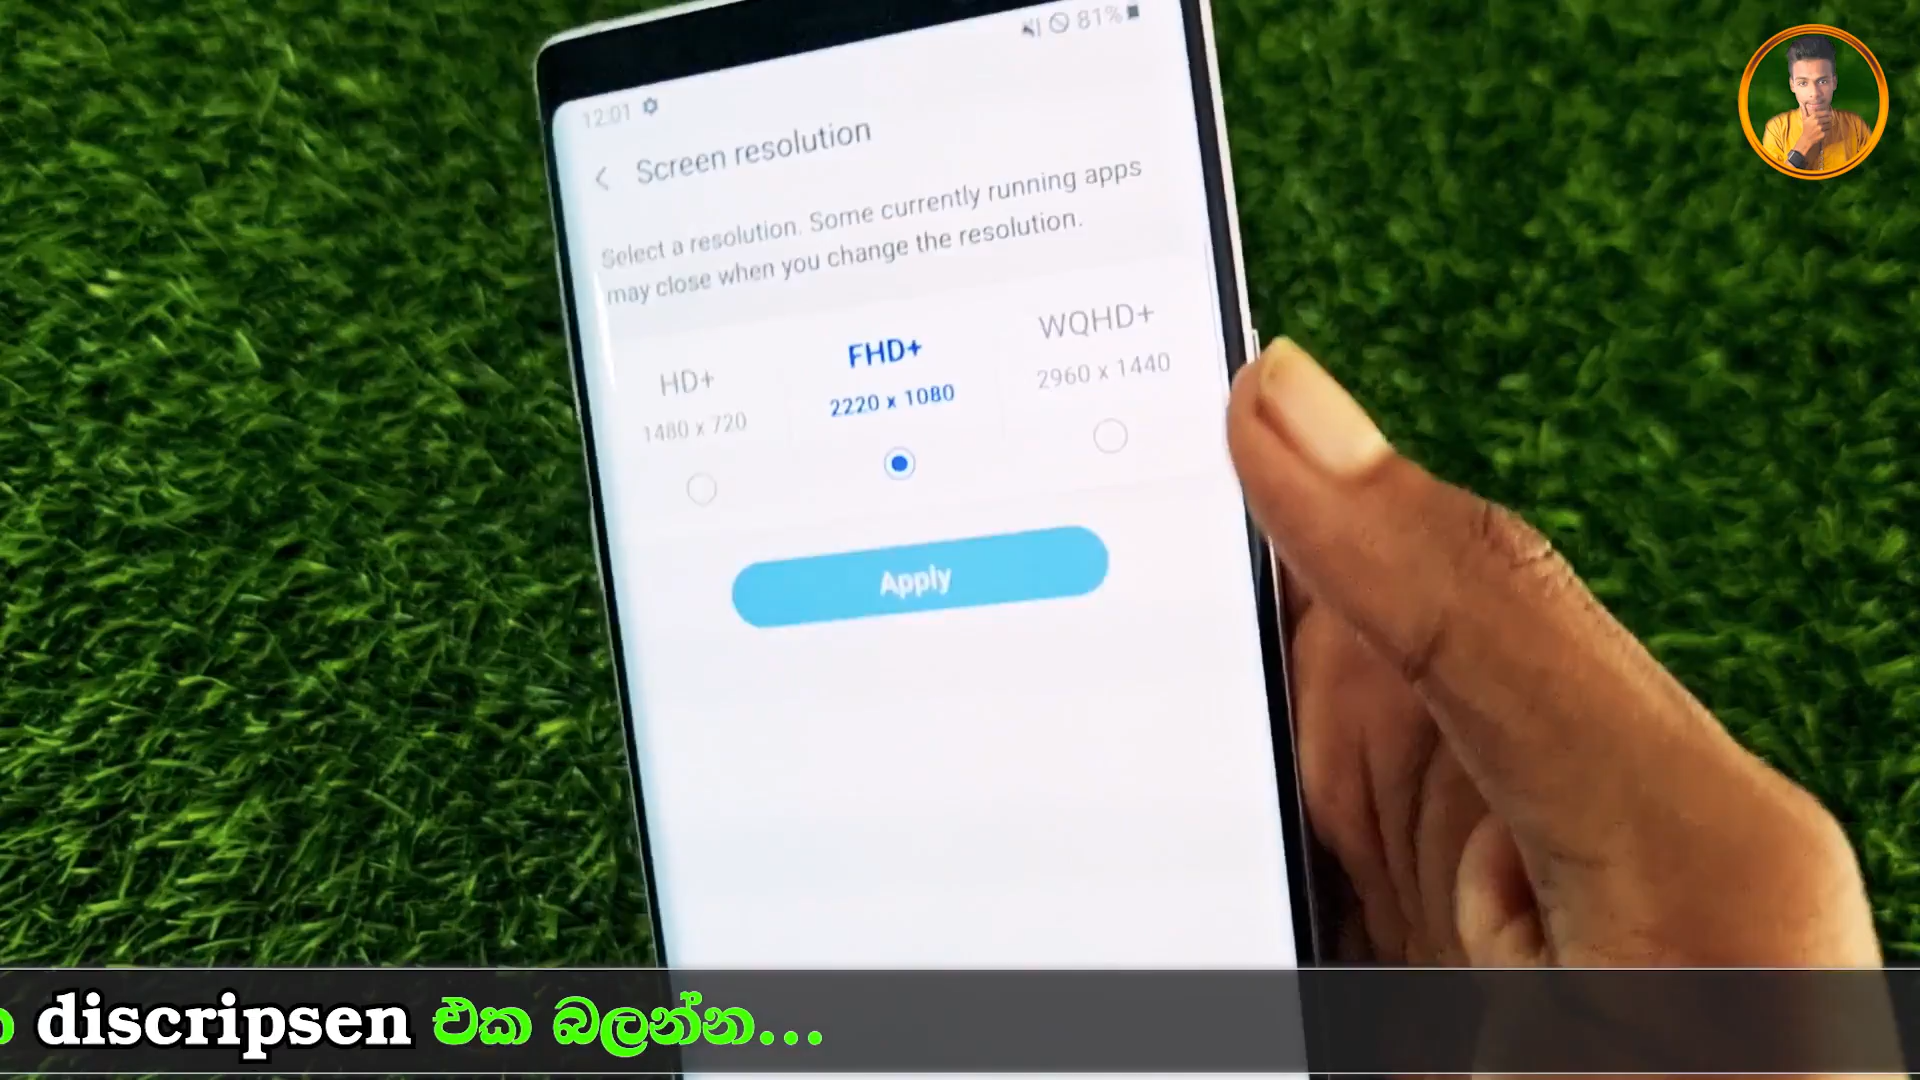 81%
12:01
Screen resolution
Select a resolution. Some currently running apps
may close when you change the resolution.
HD+
1480 x 720
FHD+
2220 x 1080
WQHD+
2960 x 1440
Apply
discripsen එක බලන්න...